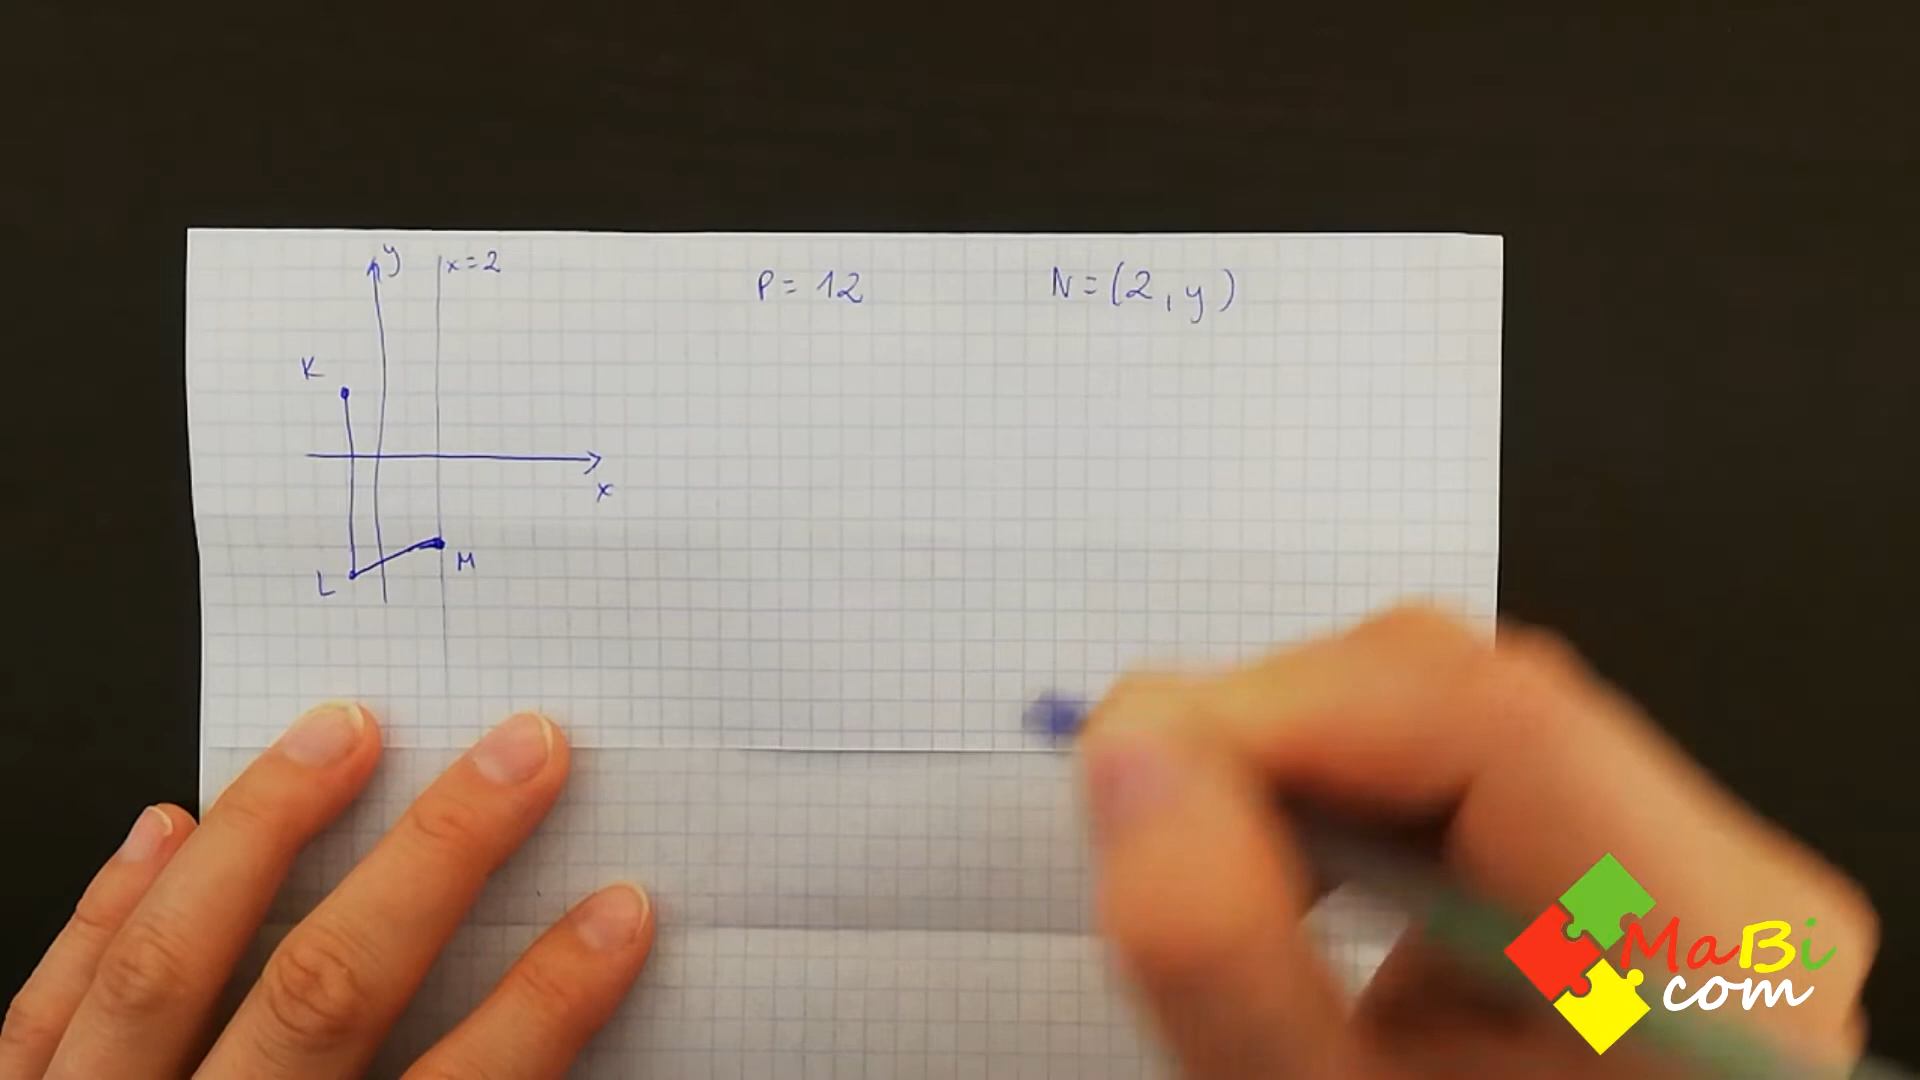 y
x=2
P= 12
N=(2, y)
K
x
L
M
MaBi
com